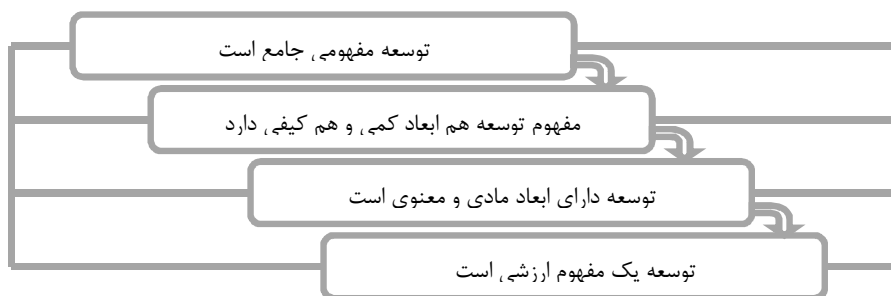 توسعه مفهومی جامع است
مفهوم توسعه هم ابعاد کمی و هم کیفی دارد
توسعه دارای ابعاد مادی و معنوی است
توسعه یک مفهوم ارزشی است